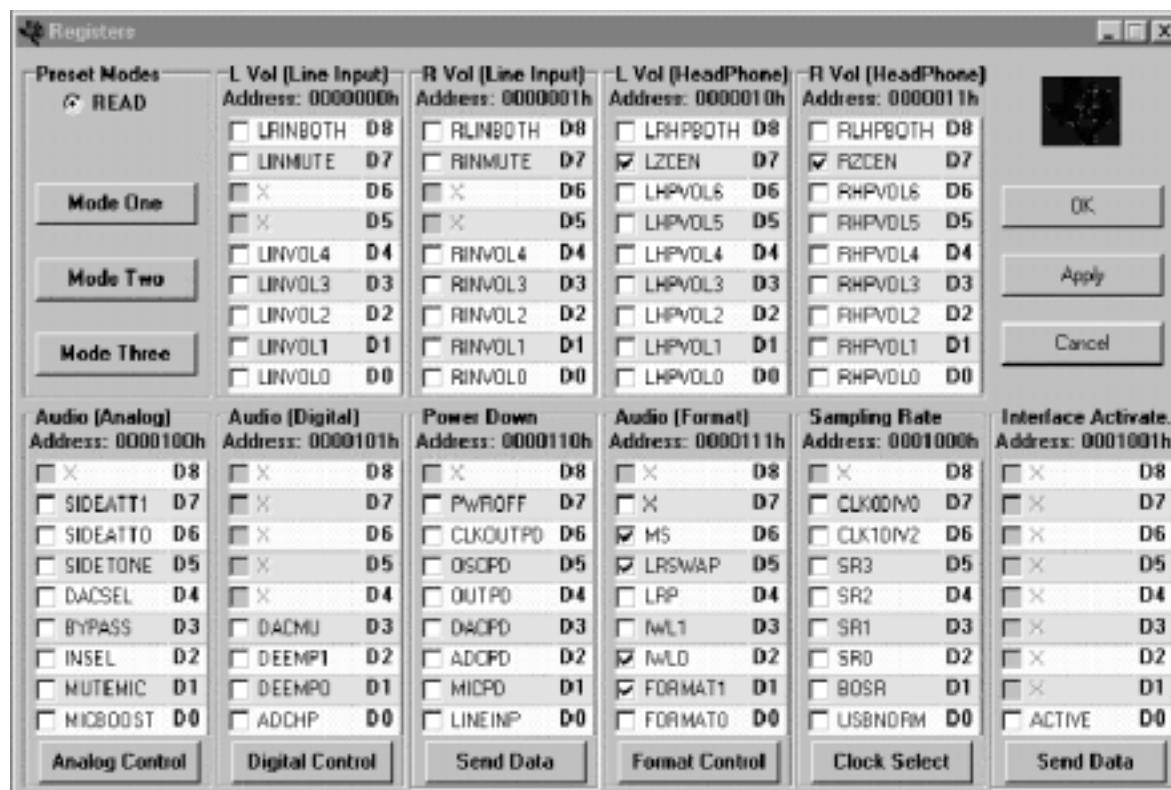 Registers
Preset Modes
READ
Mode One
Mode Two
Mode Three
L Vol (Line Input)
Address: 0000000h
LRINBOTH D8
LINMUTE D7
X D6
X D5
LINVOL4 D4
LINVOL3 D3
LINVOL2 D2
LINVOL1 D1
LINVOL0 D0
R Vol (Line Input)
Address: 0000001h
RLINBOTH D8
RINMUTE D7
X D6
X D5
RINVOL4 D4
RINVOL3 D3
RINVOL2 D2
RINVOL1 D1
RINVOL0 D0
L Vol (HeadPhone)
Address: 0000010h
LRHPBOTH D8
LZCEN D7
LHPVOL6 D6
LHPVOL5 D5
LHPVOL4 D4
LHPVOL3 D3
LHPVOL2 D2
LHPVOL1 D1
LHPVOL0 D0
R Vol (HeadPhone)
Address: 0000011h
RLHPBOTH D8
RZCEN D7
RHPVOL6 D6
RHPVOL5 D5
RHPVOL4 D4
RHPVOL3 D3
RHPVOL2 D2
RHPVOL1 D1
RHPVOL0 D0
OK
Apply
Cancel
Audio (Analog)
Address: 0000100h
X D8
SIDEATT1 D7
SIDEATT0 D6
SIDETONE D5
DACSEL D4
BYPASS D3
INSEL D2
MUTEMIC D1
MICBOOST D0
Analog Control
Audio (Digital)
Address: 0000101h
X D8
X D7
X D6
X D5
X D4
DACMU D3
DEEMP1 D2
DEEMP0 D1
ADCHP D0
Digital Control
Power Down
Address: 0000110h
X D8
PWROFF D7
CLKOUTPD D6
OSCPD D5
OUTPD D4
DACPD D3
ADCPD D2
MICPD D1
LINEINP D0
Send Data
Audio (Format)
Address: 0000111h
X D8
X D7
MS D6
LRSWAP D5
LRP D4
IWL1 D3
IWL0 D2
FORMAT1 D1
FORMAT0 D0
Format Control
Sampling Rate
Address: 0001000h
X D8
CLK0DIV0 D7
CLK1DIV2 D6
SR3 D5
SR2 D4
SR1 D3
SR0 D2
BOSR D1
USBNORM D0
Clock Select
Interface Activate.
Address: 0001001h
X D8
X D7
X D6
X D5
X D4
X D3
X D2
X D1
ACTIVE D0
Send Data